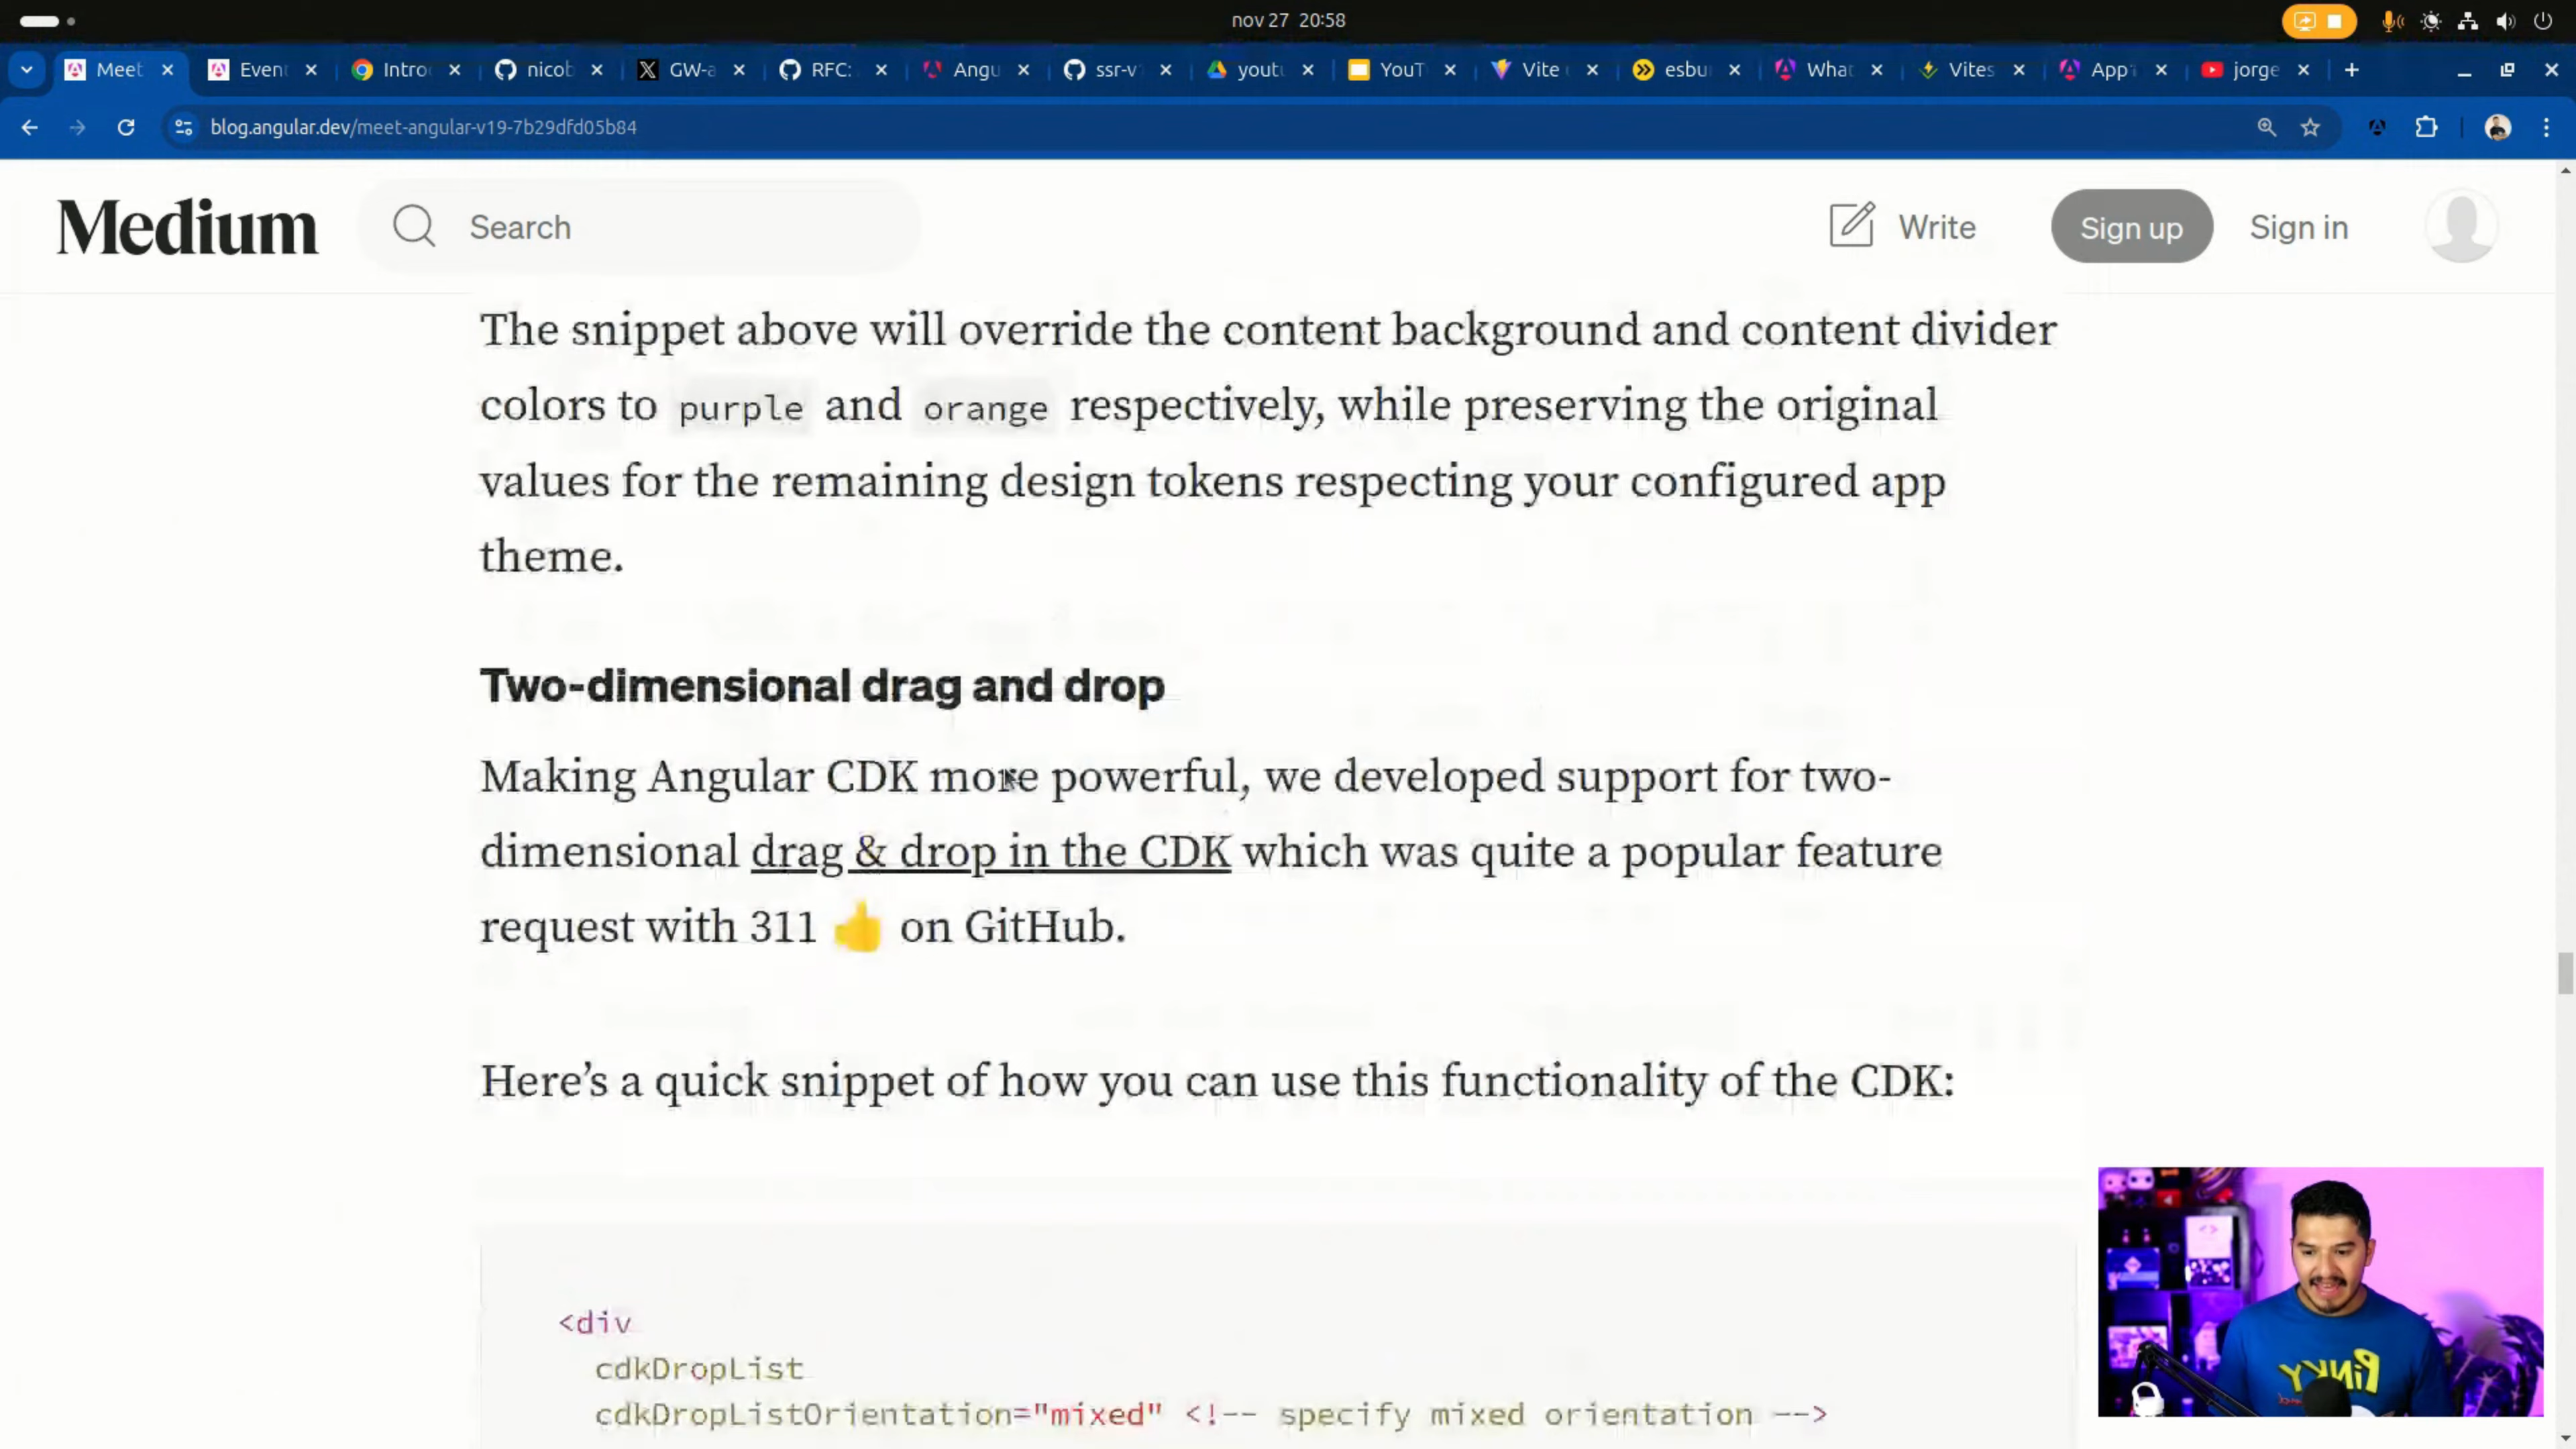 nov 27 20:58
Meet
Event
Intro
nicob
GW-a
RFC:
Angu
ssr-v
youtu
YouT
Vite
esbui
What
Vites
App
jorge
blog.angular.dev/meet-angular-v19-7b29dfd05b84
Medium
Search
Write
Sign up
Sign in
The snippet above will override the content background and content divider
colors to purple and orange respectively, while preserving the original
values for the remaining design tokens respecting your configured app
theme.
Two-dimensional drag and drop
Making Angular CDK more powerful, we developed support for two-
dimensional drag & drop in the CDK which was quite a popular feature
request with 311 👍 on GitHub.
Here’s a quick snippet of how you can use this functionality of the CDK:
<div
cdkDropList
cdkDropListOrientation="mixed" <!-- specify mixed orientation -->
PINKY